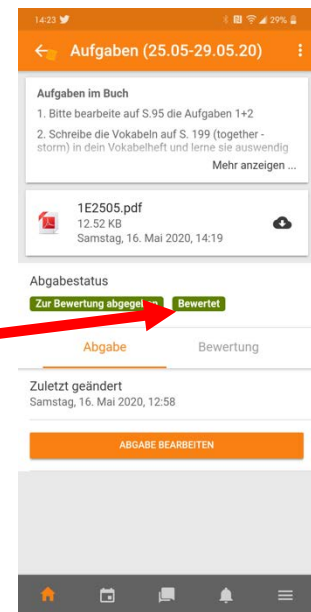 14:23 29%
Aufgaben (25.05-29.05.20)
Aufgaben im Buch
1. Bitte bearbeite auf S.95 die Aufgaben 1+2
2. Schreibe die Vokabeln auf S. 199 (together -
storm) in dein Vokabelheft und lerne sie auswendig
Mehr anzeigen ...
1E2505.pdf
12.52 KB
Samstag, 16. Mai 2020, 14:19
Abgabestatus
Zur Bewertung abgegeben Bewertet
Abgabe Bewertung
Zuletzt geändert
Samstag, 16. Mai 2020, 12:58
ABGABE BEARBEITEN